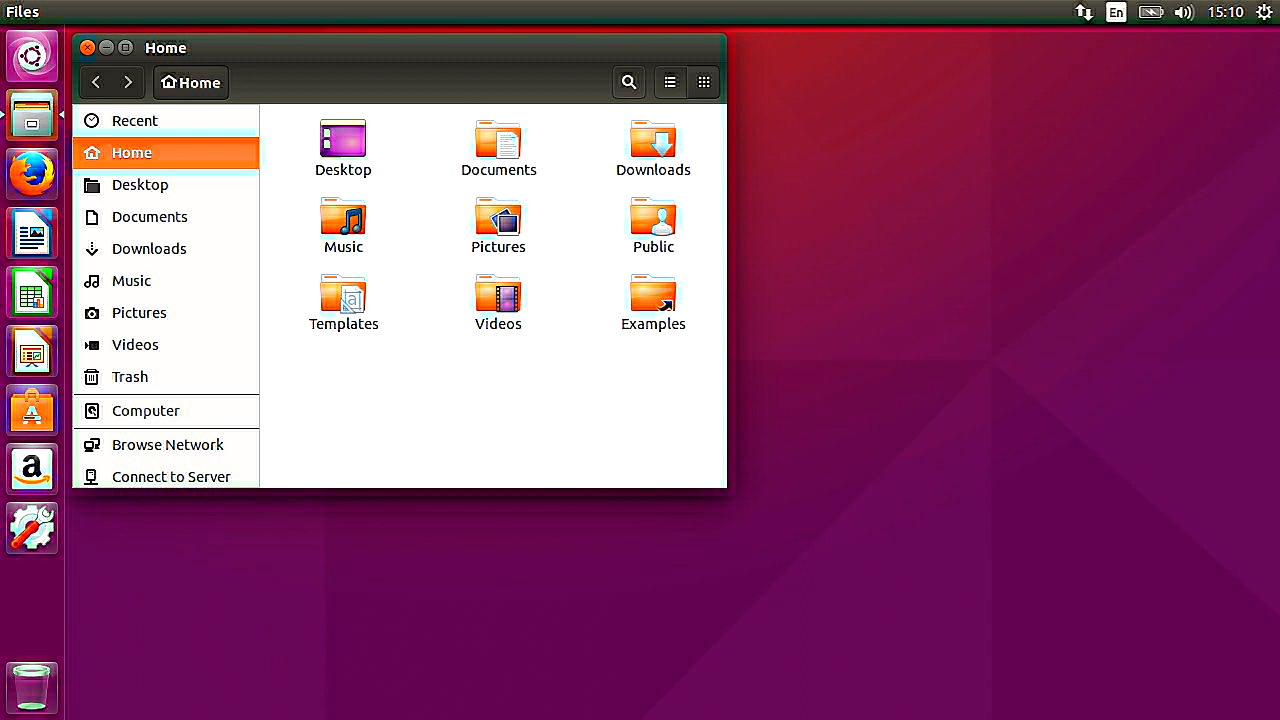 Files
En
15:10
Home
Home
Recent
Home
Desktop
Documents
Downloads
Music
Pictures
Videos
Trash
Computer
Browse Network
Connect to Server
Desktop
Documents
Downloads
Music
Pictures
Public
Templates
Videos
Examples